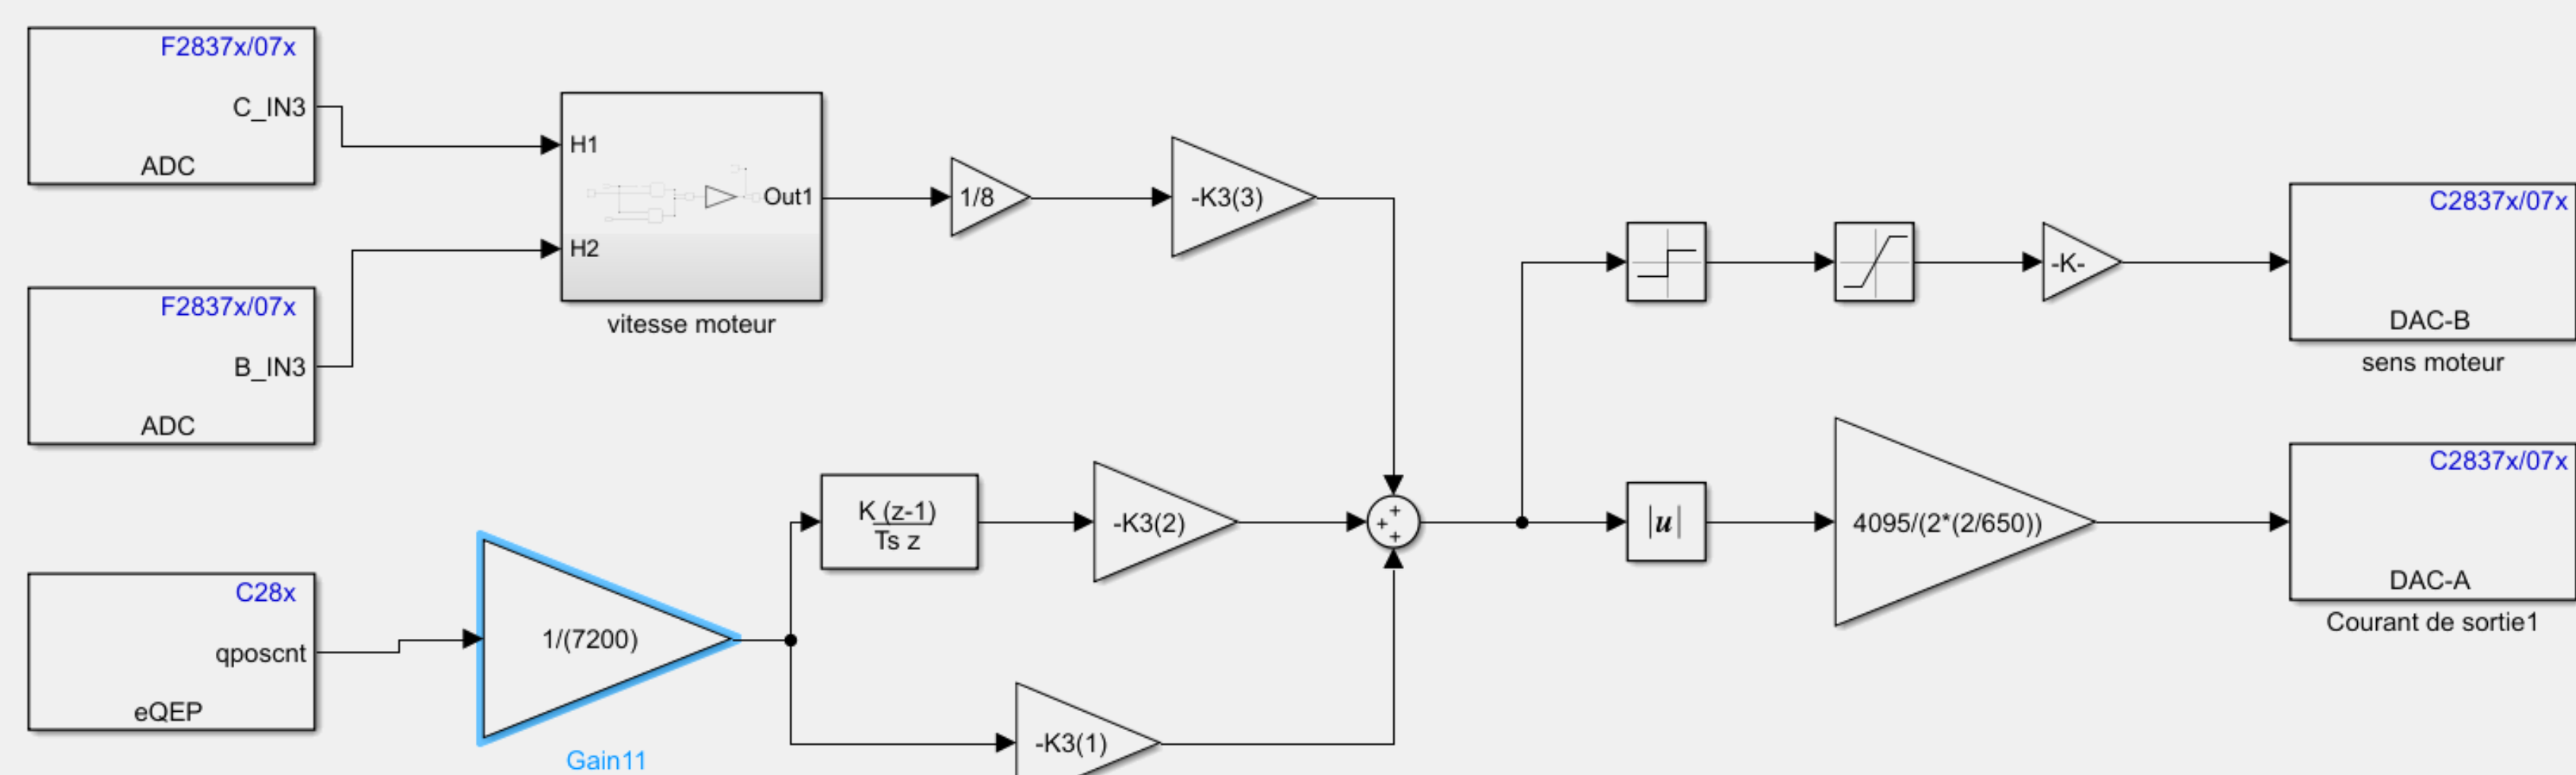 F2837x/07x
C_IN3
ADC
F2837x/07x
B_IN3
ADC
C28x
qposcnt
eQEP
H1
H2
Out1
vitesse moteur
1/8
-K3(3)
1/(7200)
Gain11
K (z-1)
Ts z
-K3(2)
-K3(1)
+
+
+
-K-
C2837x/07x
DAC-B
sens moteur
|u|
4095/(2*(2/650))
C2837x/07x
DAC-A
Courant de sortie1